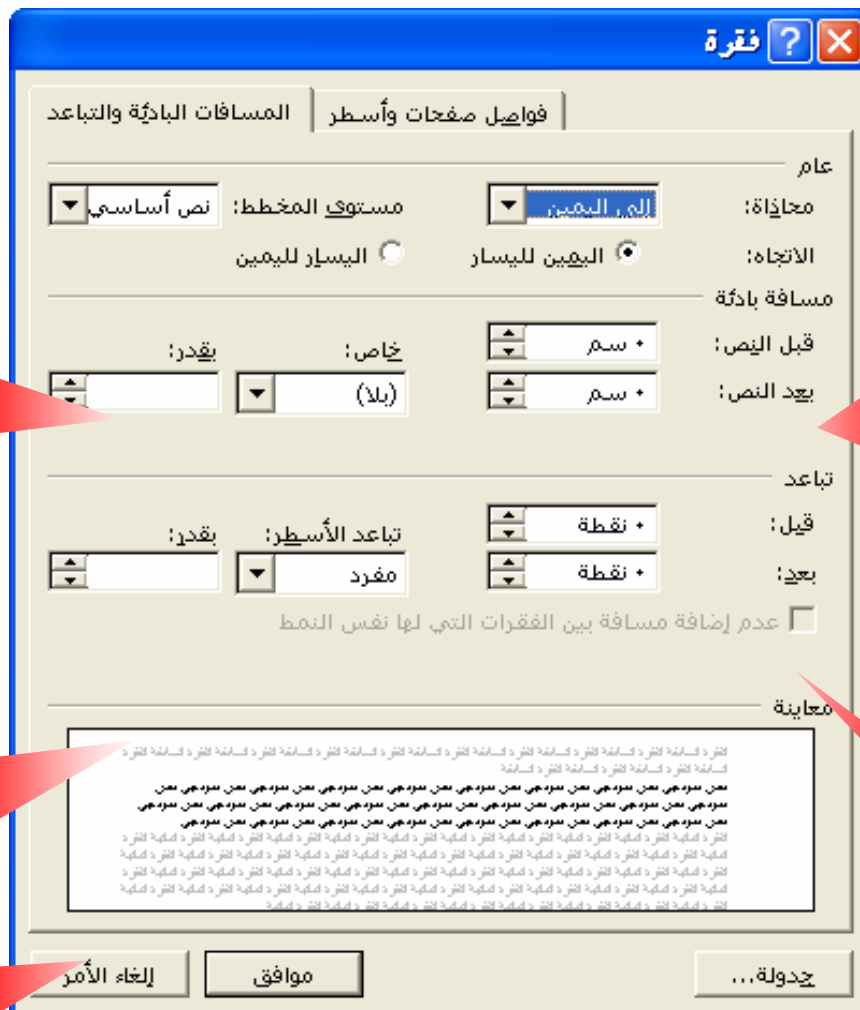 فقرة
المسافات البادئة والتباعد
فواصل صفحات وأسطر
عام
محاذاة: إلى اليمين مستوى المخطط: نص أساسي
الاتجاه: اليمين لليسار اليسار لليمين
مسافة بادئة
قبل النص: ٠ سم خاص: بقدر:
بعد النص: ٠ سم (بلا)
تباعد
قبل: ٠ نقطة تباعد الأسطر: بقدر:
بعد: ٠ نقطة مفرد
عدم إضافة مسافة بين الفقرات التي لها نفس النمط
معاينة
جدولة... موافق إلغاء الأمر